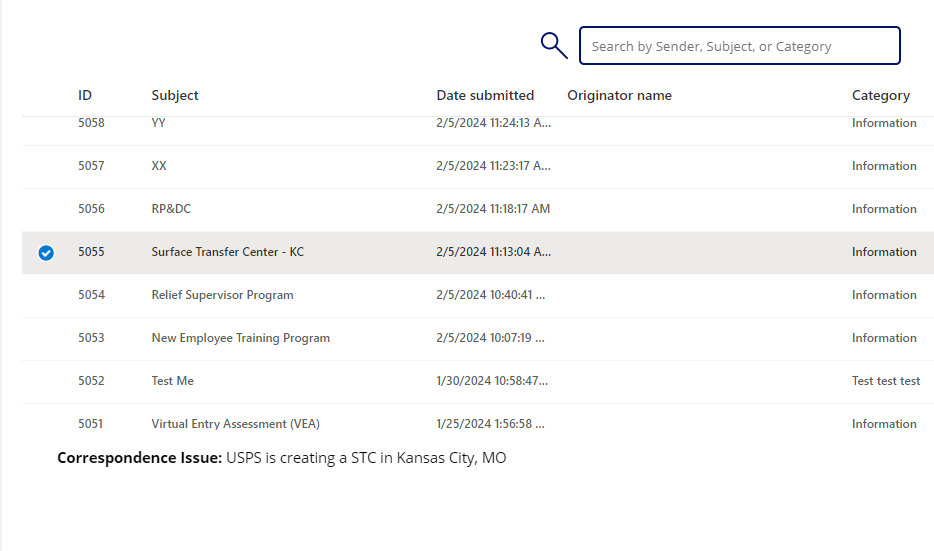 Search by Sender, Subject, or Category
ID Subject Date submitted Originator name Category
5058 YY 2/5/2024 11:24:13 A... Information
5057 XX 2/5/2024 11:23:17 A... Information
5056 RP&DC 2/5/2024 11:18:17 AM Information
5055 Surface Transfer Center - KC 2/5/2024 11:13:04 A... Information
5054 Relief Supervisor Program 2/5/2024 10:40:41 ... Information
5053 New Employee Training Program 2/5/2024 10:07:19 ... Information
5052 Test Me 1/30/2024 10:58:47... Test test test
5051 Virtual Entry Assessment (VEA) 1/25/2024 1:56:58 ... Information
Correspondence Issue: USPS is creating a STC in Kansas City, MO